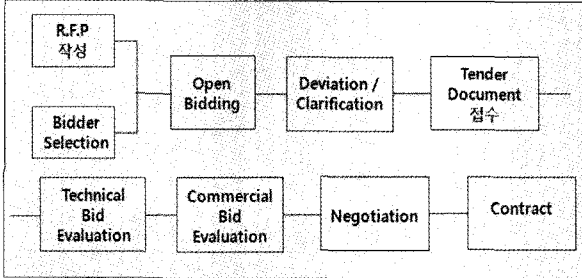 R.F.P
작성
Bidder
Selection
Open
Bidding
Deviation /
Clarification
Tender
Document
접수
Technical
Bid
Evaluation
Commercial
Bid
Evaluation
Negotiation
Contract